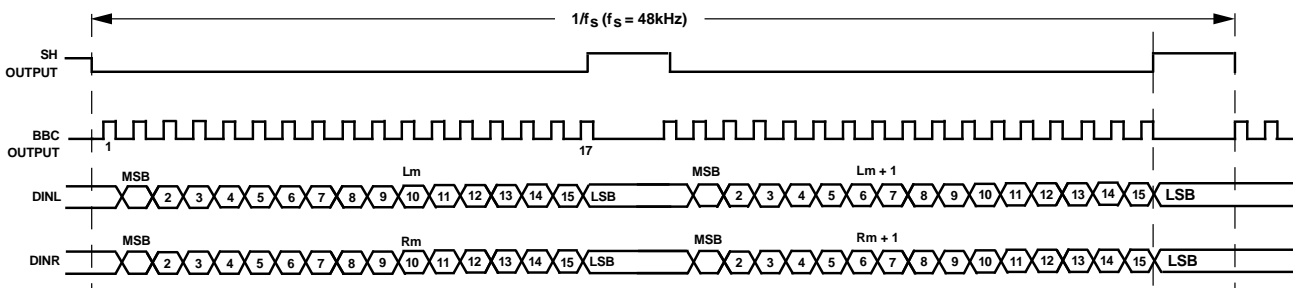 1/fS (fS = 48kHz)
SH
OUTPUT
BBC
OUTPUT
1
17
MSB Lm MSB Lm + 1
DINL 2 3 4 5 6 7 8 9 10 11 12 13 14 15 LSB 2 3 4 5 6 7 8 9 10 11 12 13 14 15 LSB
MSB Rm MSB Rm + 1
DINR 2 3 4 5 6 7 8 9 10 11 12 13 14 15 LSB 2 3 4 5 6 7 8 9 10 11 12 13 14 15 LSB